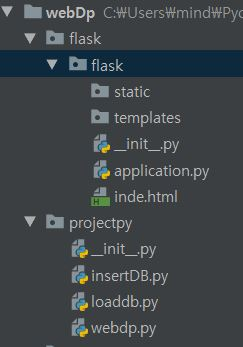 webDp C:₩Users₩mind₩Pyc
flask
flask
static
templates
__init__.py
application.py
inde.html
projectpy
__init__.py
insertDB.py
loaddb.py
webdp.py